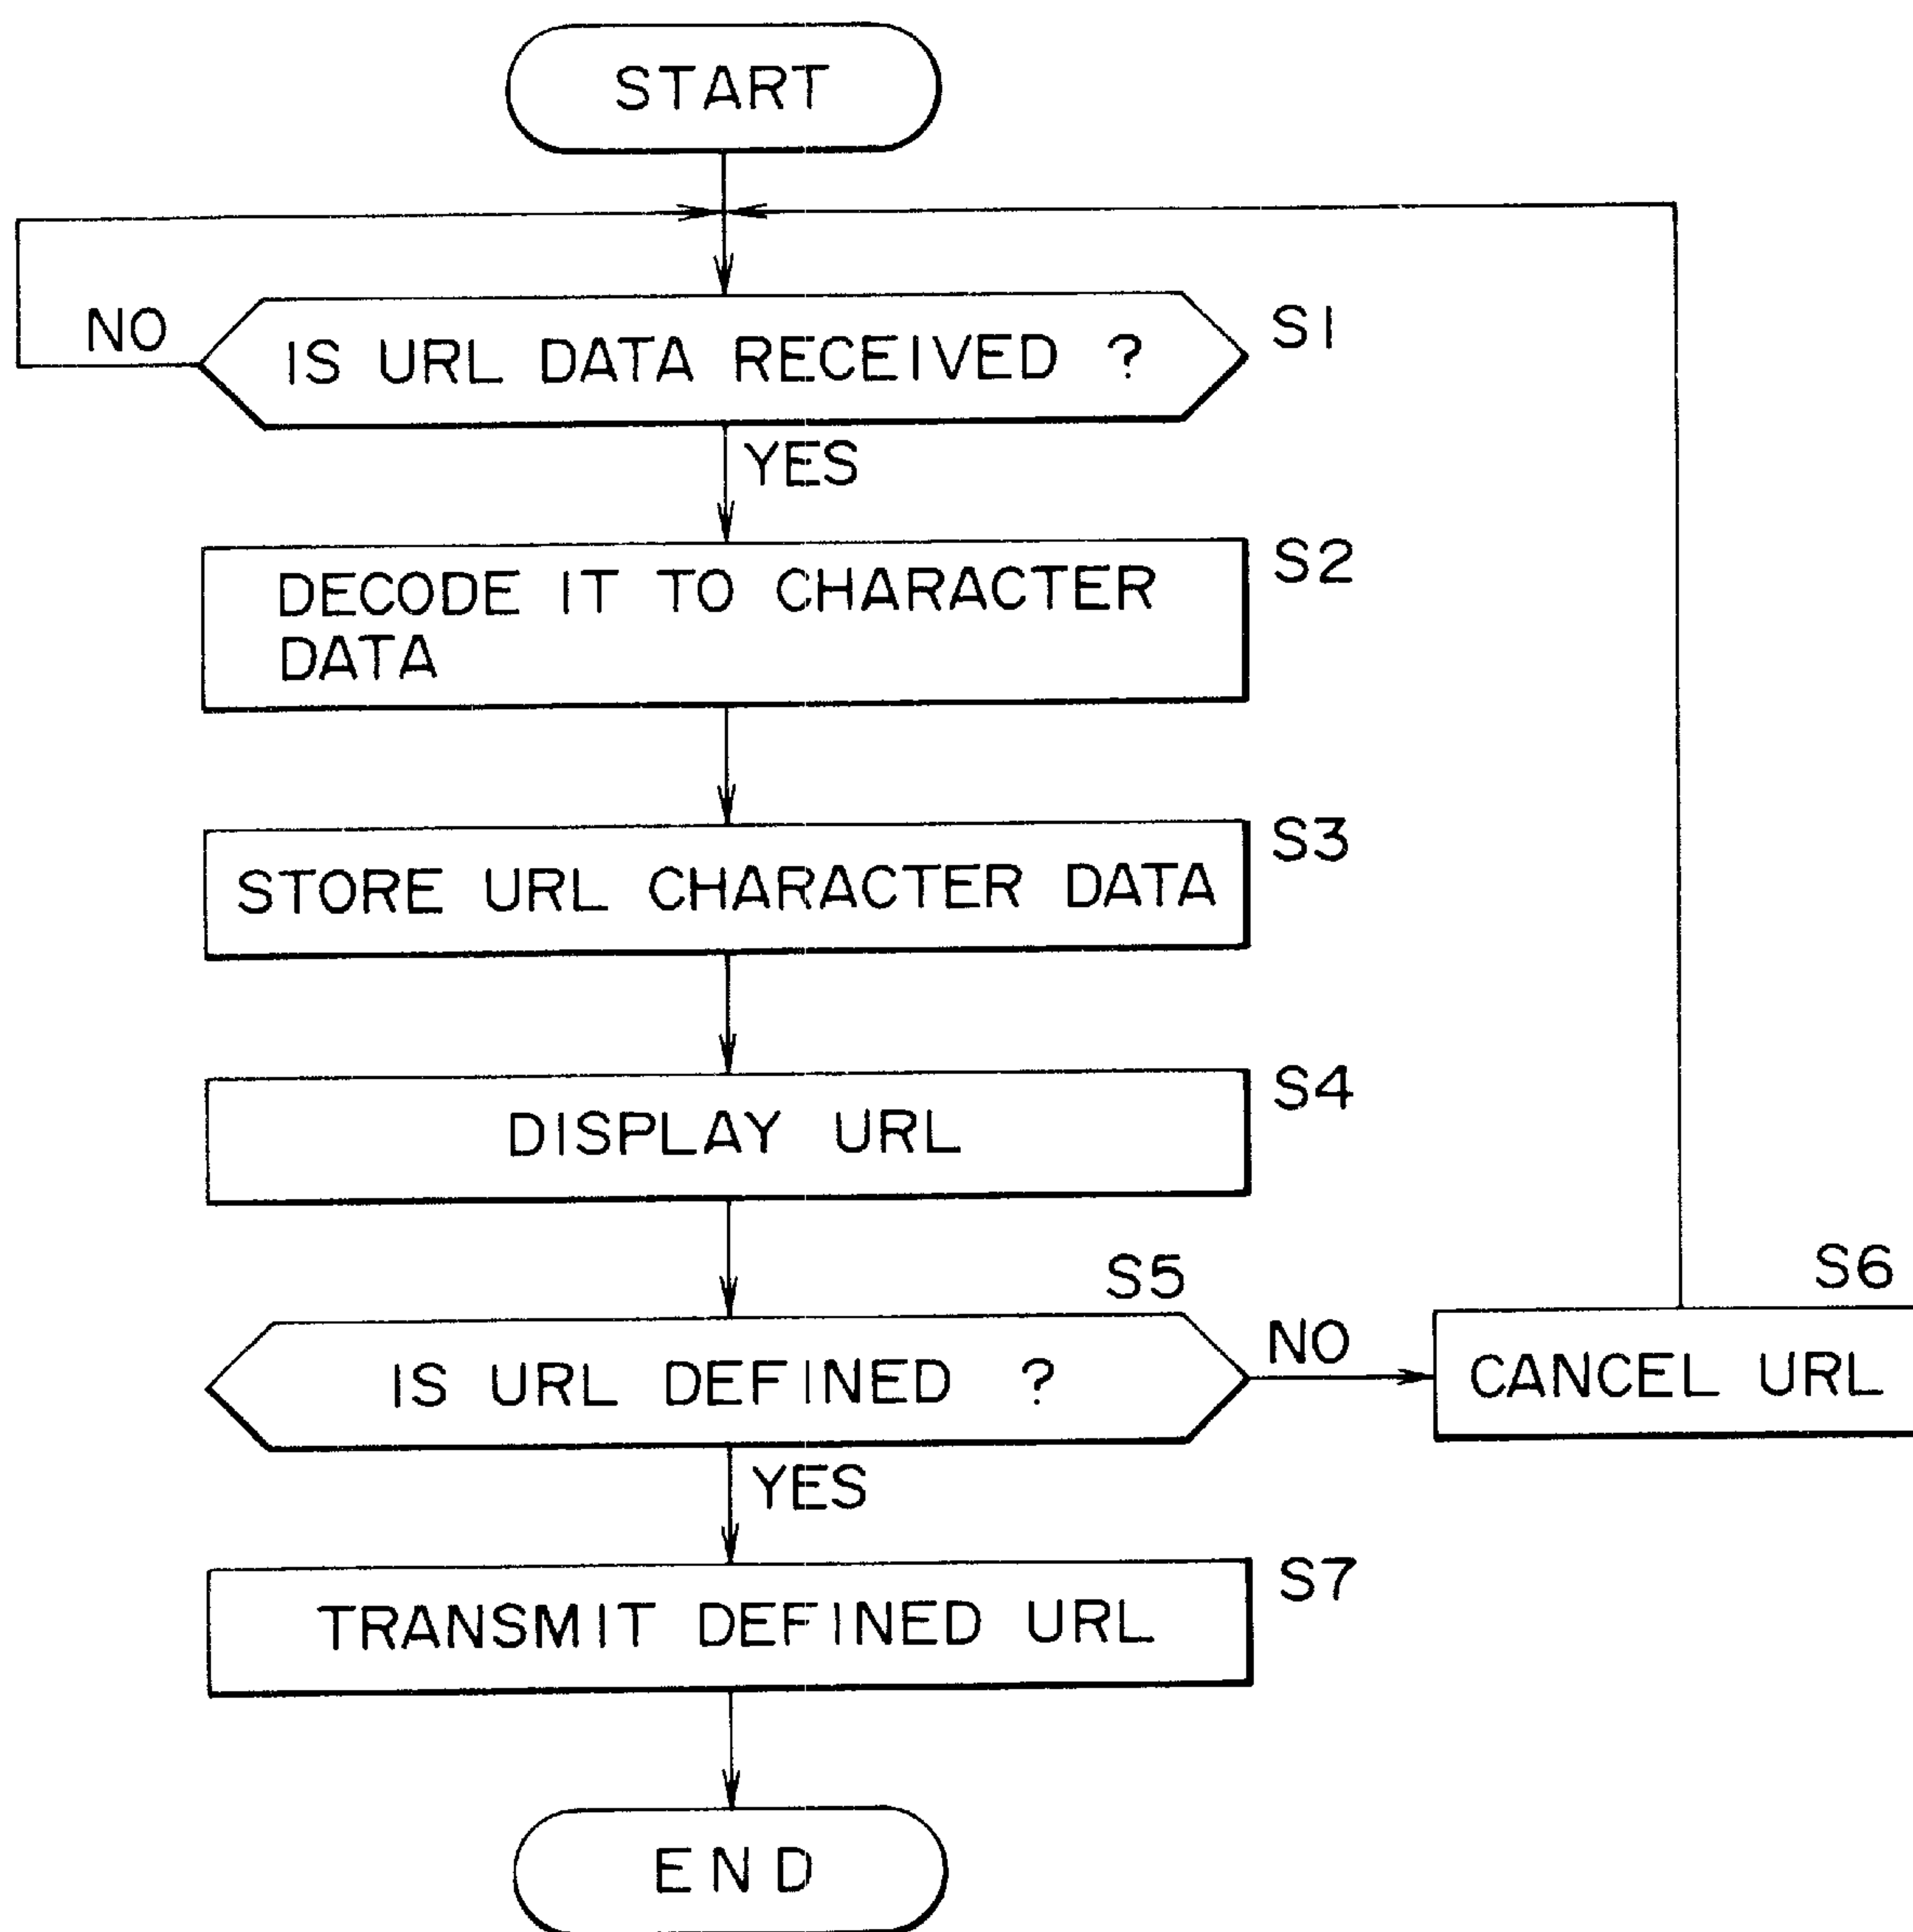 START
NO
IS URL DATA RECEIVED ?
S1
YES
DECODE IT TO CHARACTER
DATA
S2
STORE URL CHARACTER DATA
S3
DISPLAY URL
S4
S5
IS URL DEFINED ?
NO
S6
CANCEL URL
YES
TRANSMIT DEFINED URL
S7
END